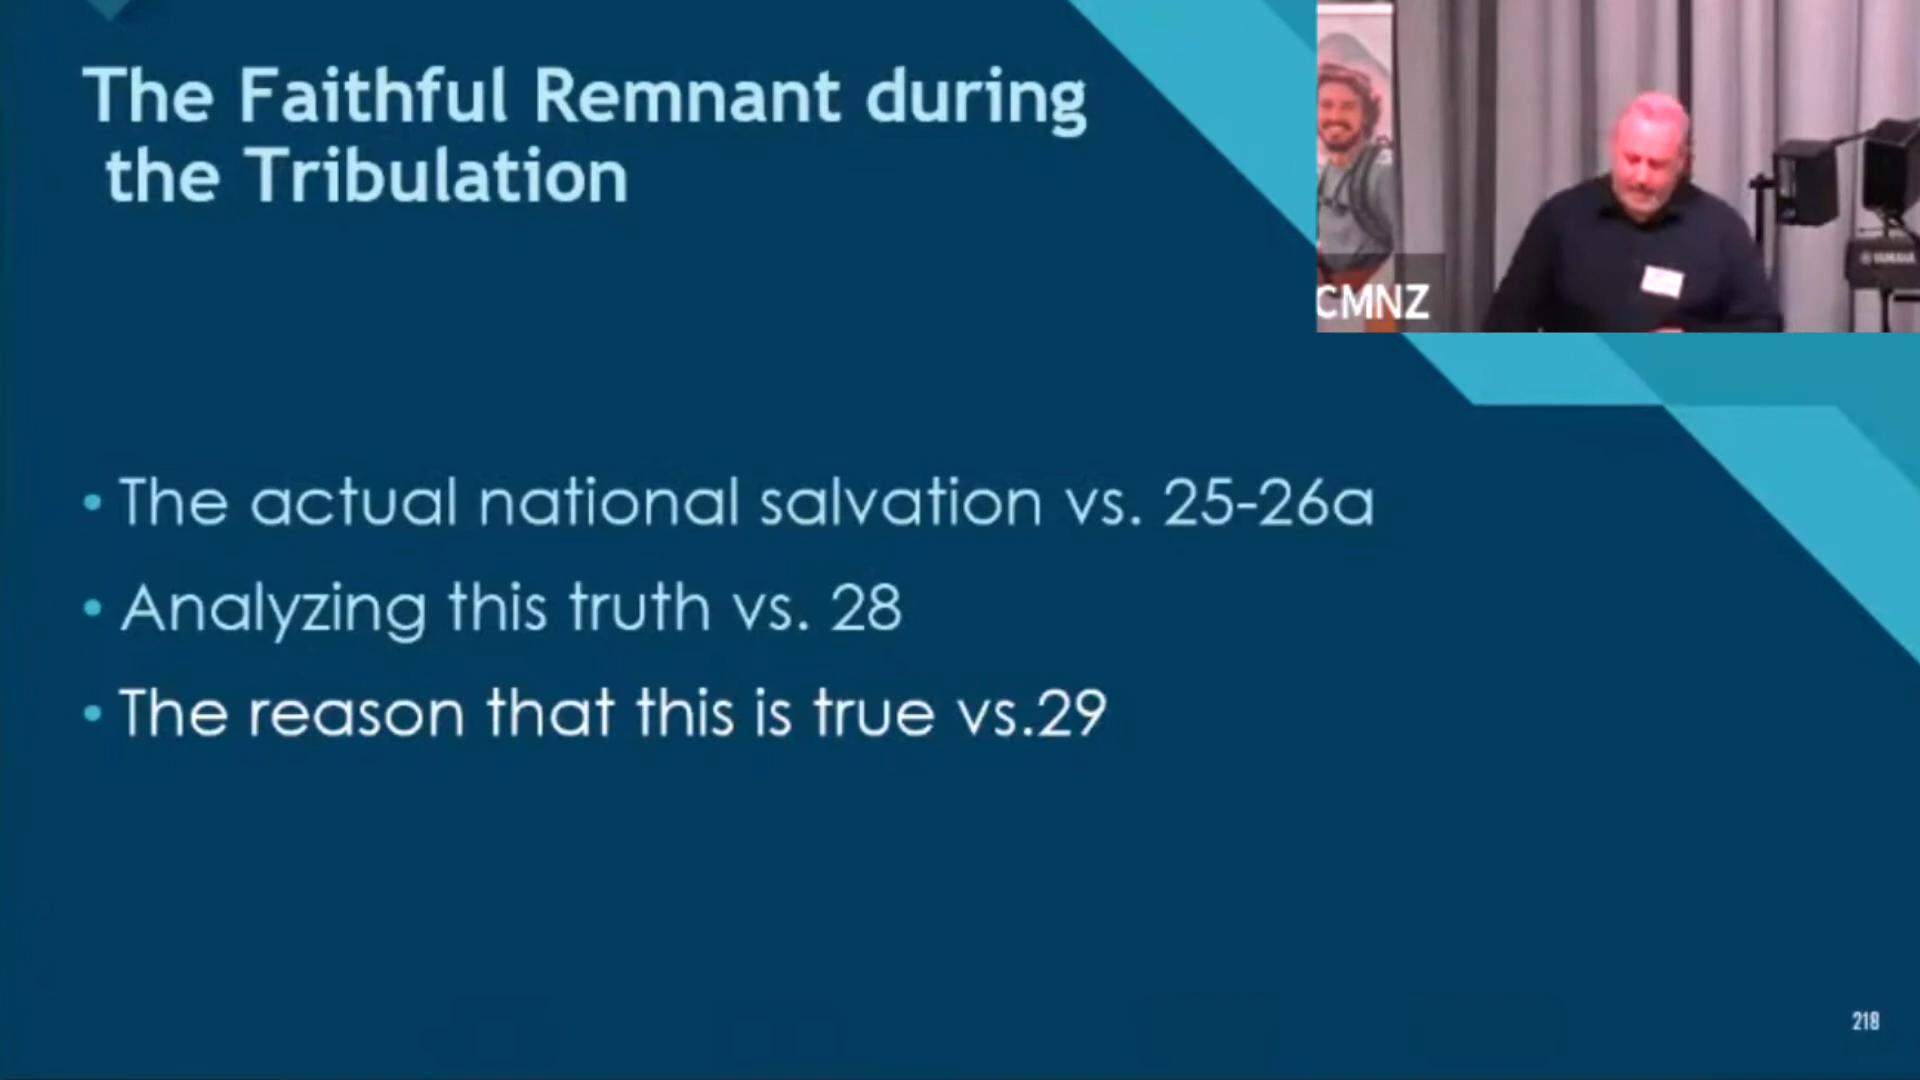 The Faithful Remnant during
the Tribulation
CMNZ
YAMAHA
• The actual national salvation vs. 25-26a
• Analyzing this truth vs. 28
• The reason that this is true vs.29
218